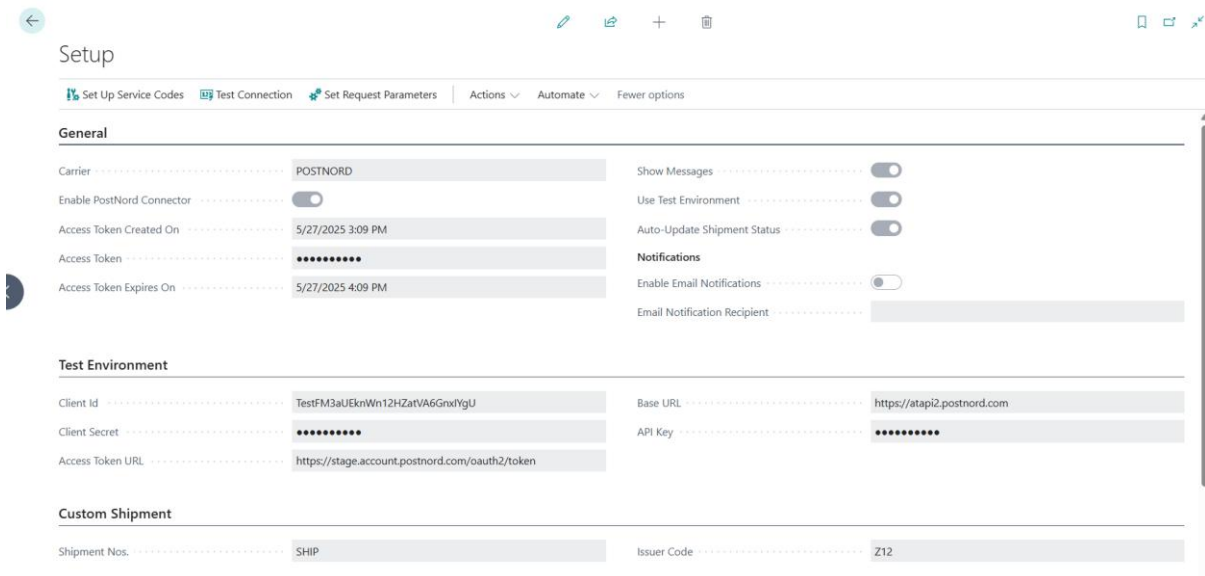 Setup
Set Up Service Codes Test Connection Set Request Parameters Actions Automate Fewer options
General
Carrier POSTNORD
Enable PostNord Connector
Access Token Created On 5/27/2025 3:09 PM
Access Token ••••••••••
Access Token Expires On 5/27/2025 4:09 PM
Show Messages
Use Test Environment
Auto-Update Shipment Status
Notifications
Enable Email Notifications
Email Notification Recipient
Test Environment
Client Id TestFM3aUEknWn12HZatVA6GnxIYgU
Client Secret ••••••••••
Access Token URL https://stage.account.postnord.com/oauth2/token
Base URL https://atapi2.postnord.com
API Key ••••••••••
Custom Shipment
Shipment Nos. SHIP
Issuer Code Z12